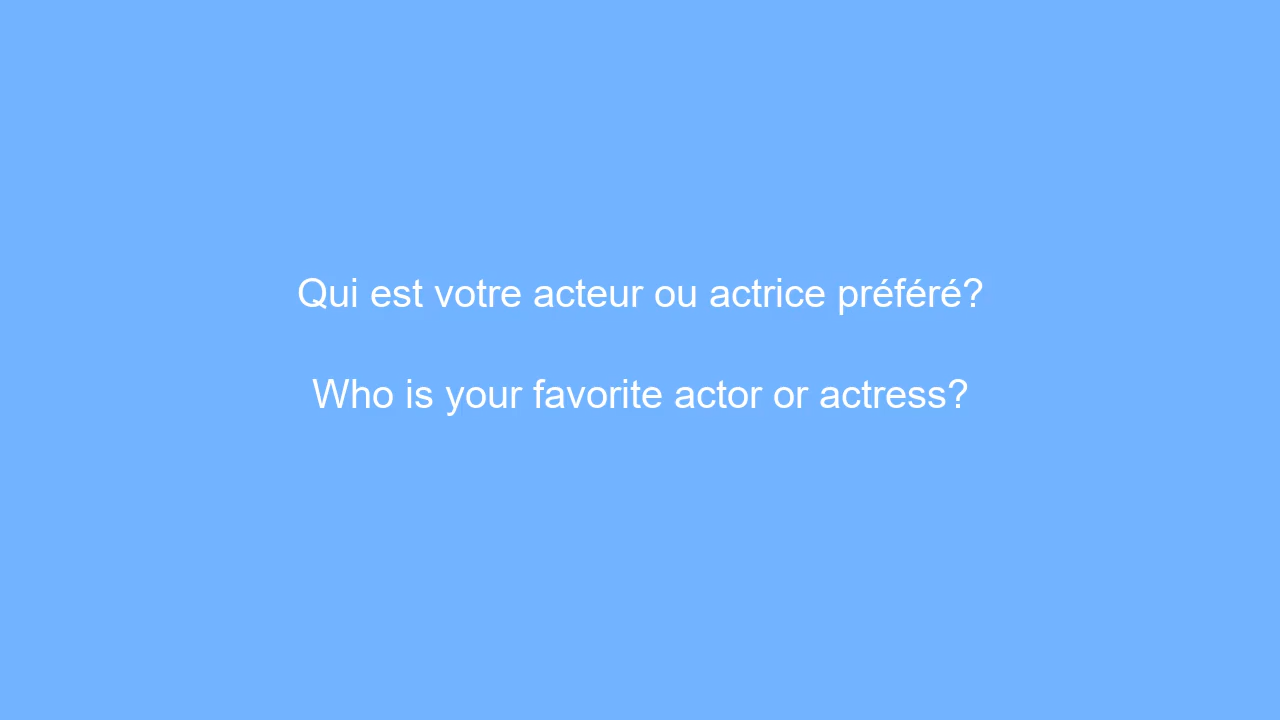 Qui est votre acteur ou actrice préféré?
Who is your favorite actor or actress?